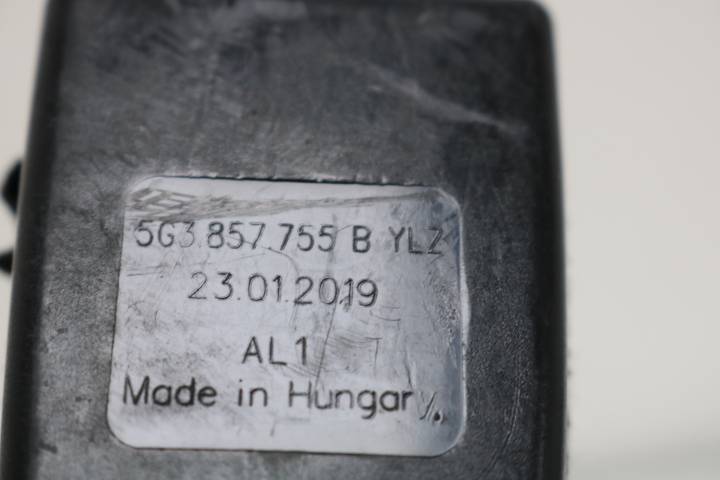 5G3.857.755 B YLZ
23.01.2019
AL1
Made in Hungary